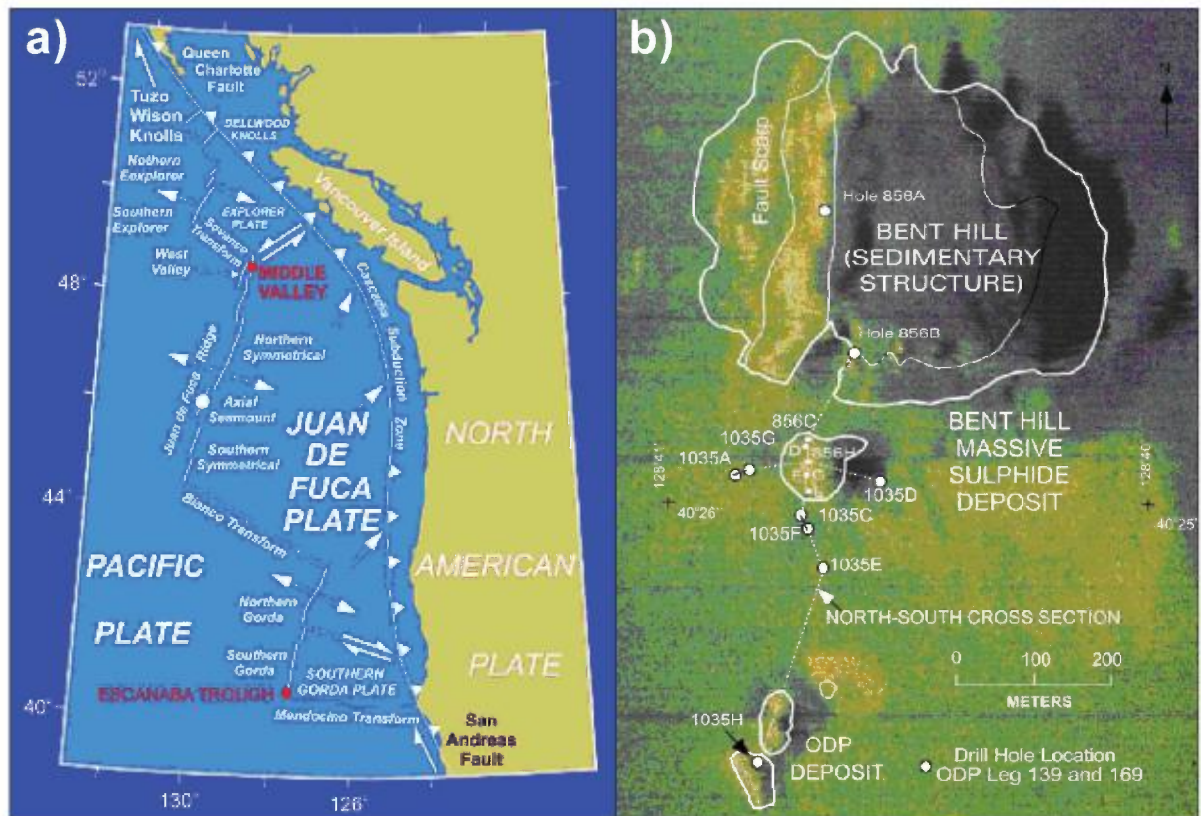 a)
Queen
Charlotte
Fault
52°
Tuzo
Wison
Knolls
DELLWOOD
KNOLLS
Nothern
Eexplorer
Southern
Explorer
EXPLORER
PLATE
Vancouver Island
Sovanco
Transform
West
Valley
MIDDLE
VALLEY
48°
Cascadia Subduction Zone
Northern
Symmetrical
Juan de Fuca Ridge
Axial
Seamount
JUAN
DE
FUCA
PLATE
NORTH
Southern
Symmetrical
44°
Blanco Transform
PACIFIC
PLATE
AMERICAN
Northern
Gorda
Southern
Gorda
SOUTHERN
GORDA PLATE
PLATE
ESCANABA TROUGH
40°
Mendocino Transform
San
Andreas
Fault
130°
126°
b)
Fault Scarp
Hole 856A
BENT HILL
(SEDIMENTARY
STRUCTURE)
Hole 856B
856C
1035G
1035A
D
856H
1035D
BENT HILL
MASSIVE
SULPHIDE
DEPOSIT
128°41'
128°40'
40°26'
40°25'
1035C
1035F
1035E
NORTH-SOUTH CROSS SECTION
0 100 200
METERS
1035H
ODP
DEPOSIT
Drill Hole Location
ODP Leg 139 and 169